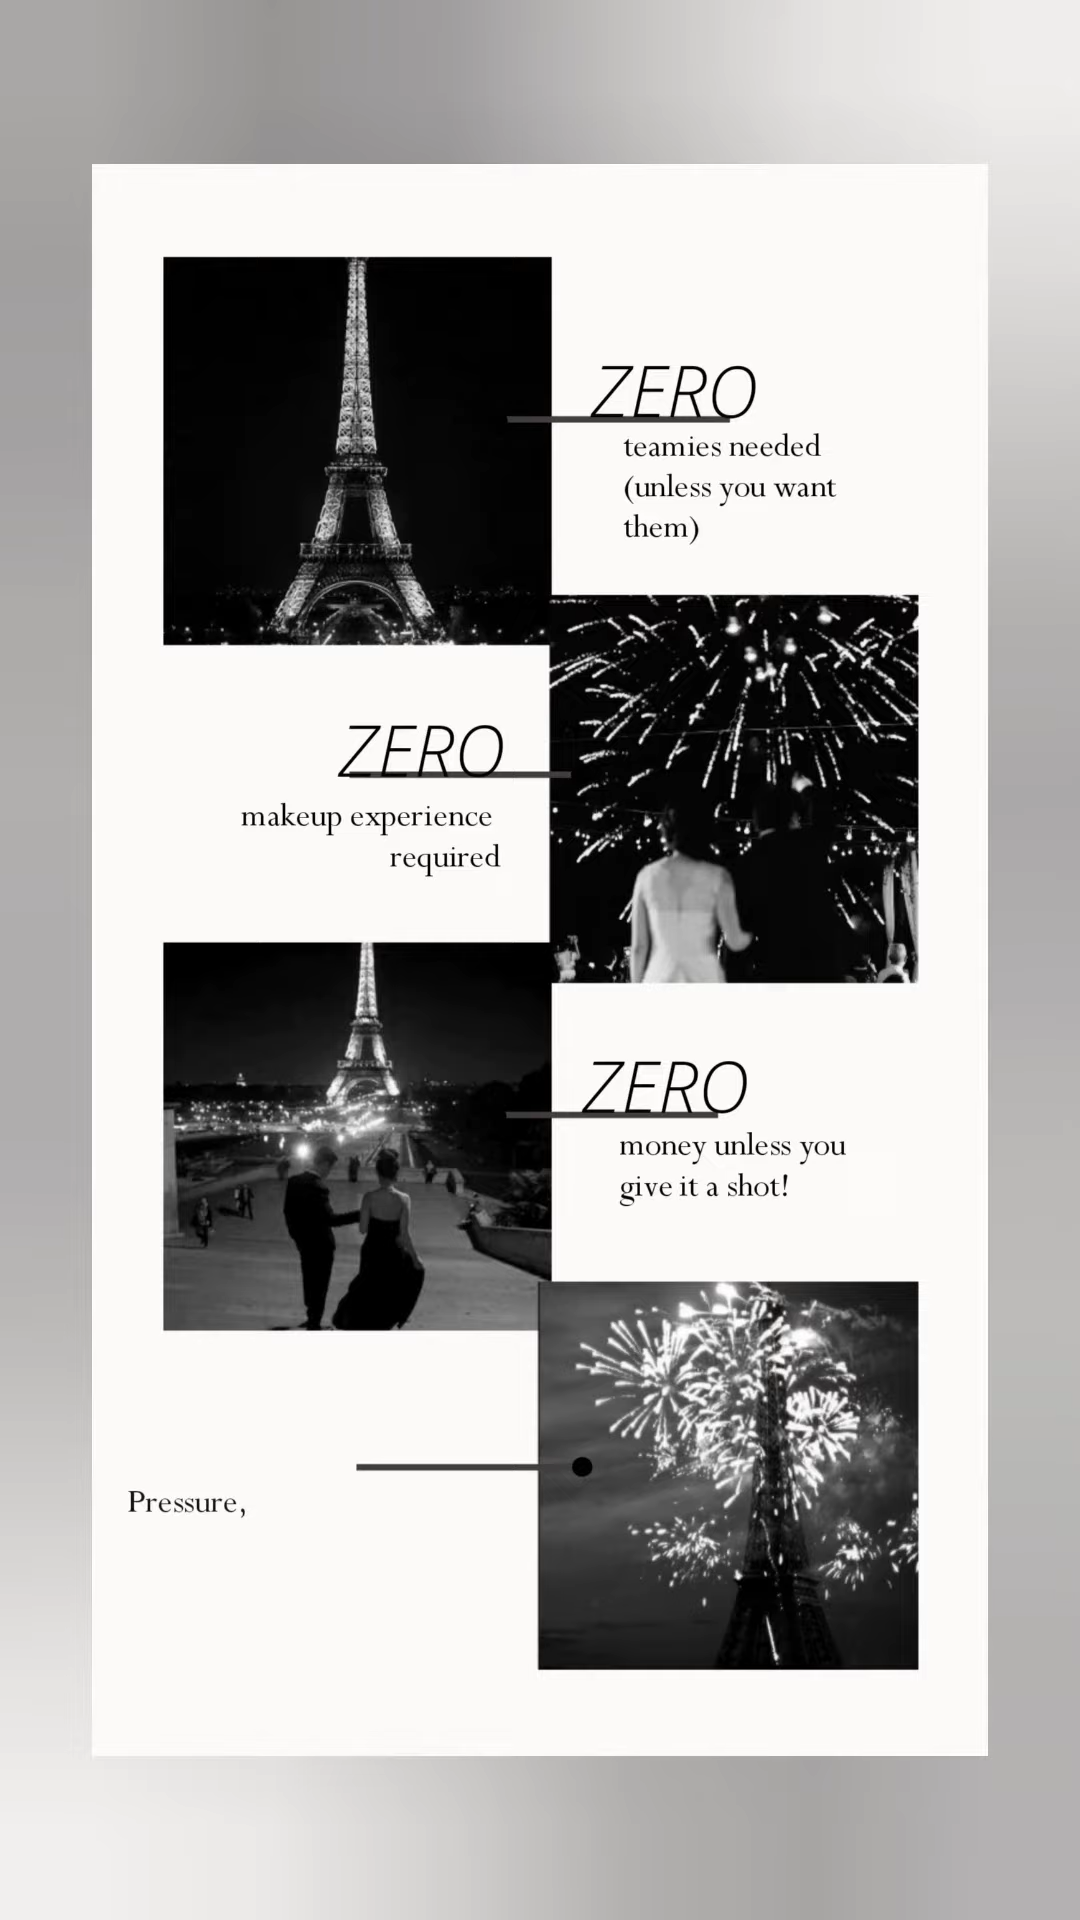 ZERO
teamies needed
(unless you want
them)
ZERO
makeup experience
required
ZERO
money unless you
give it a shot!
Pressure,